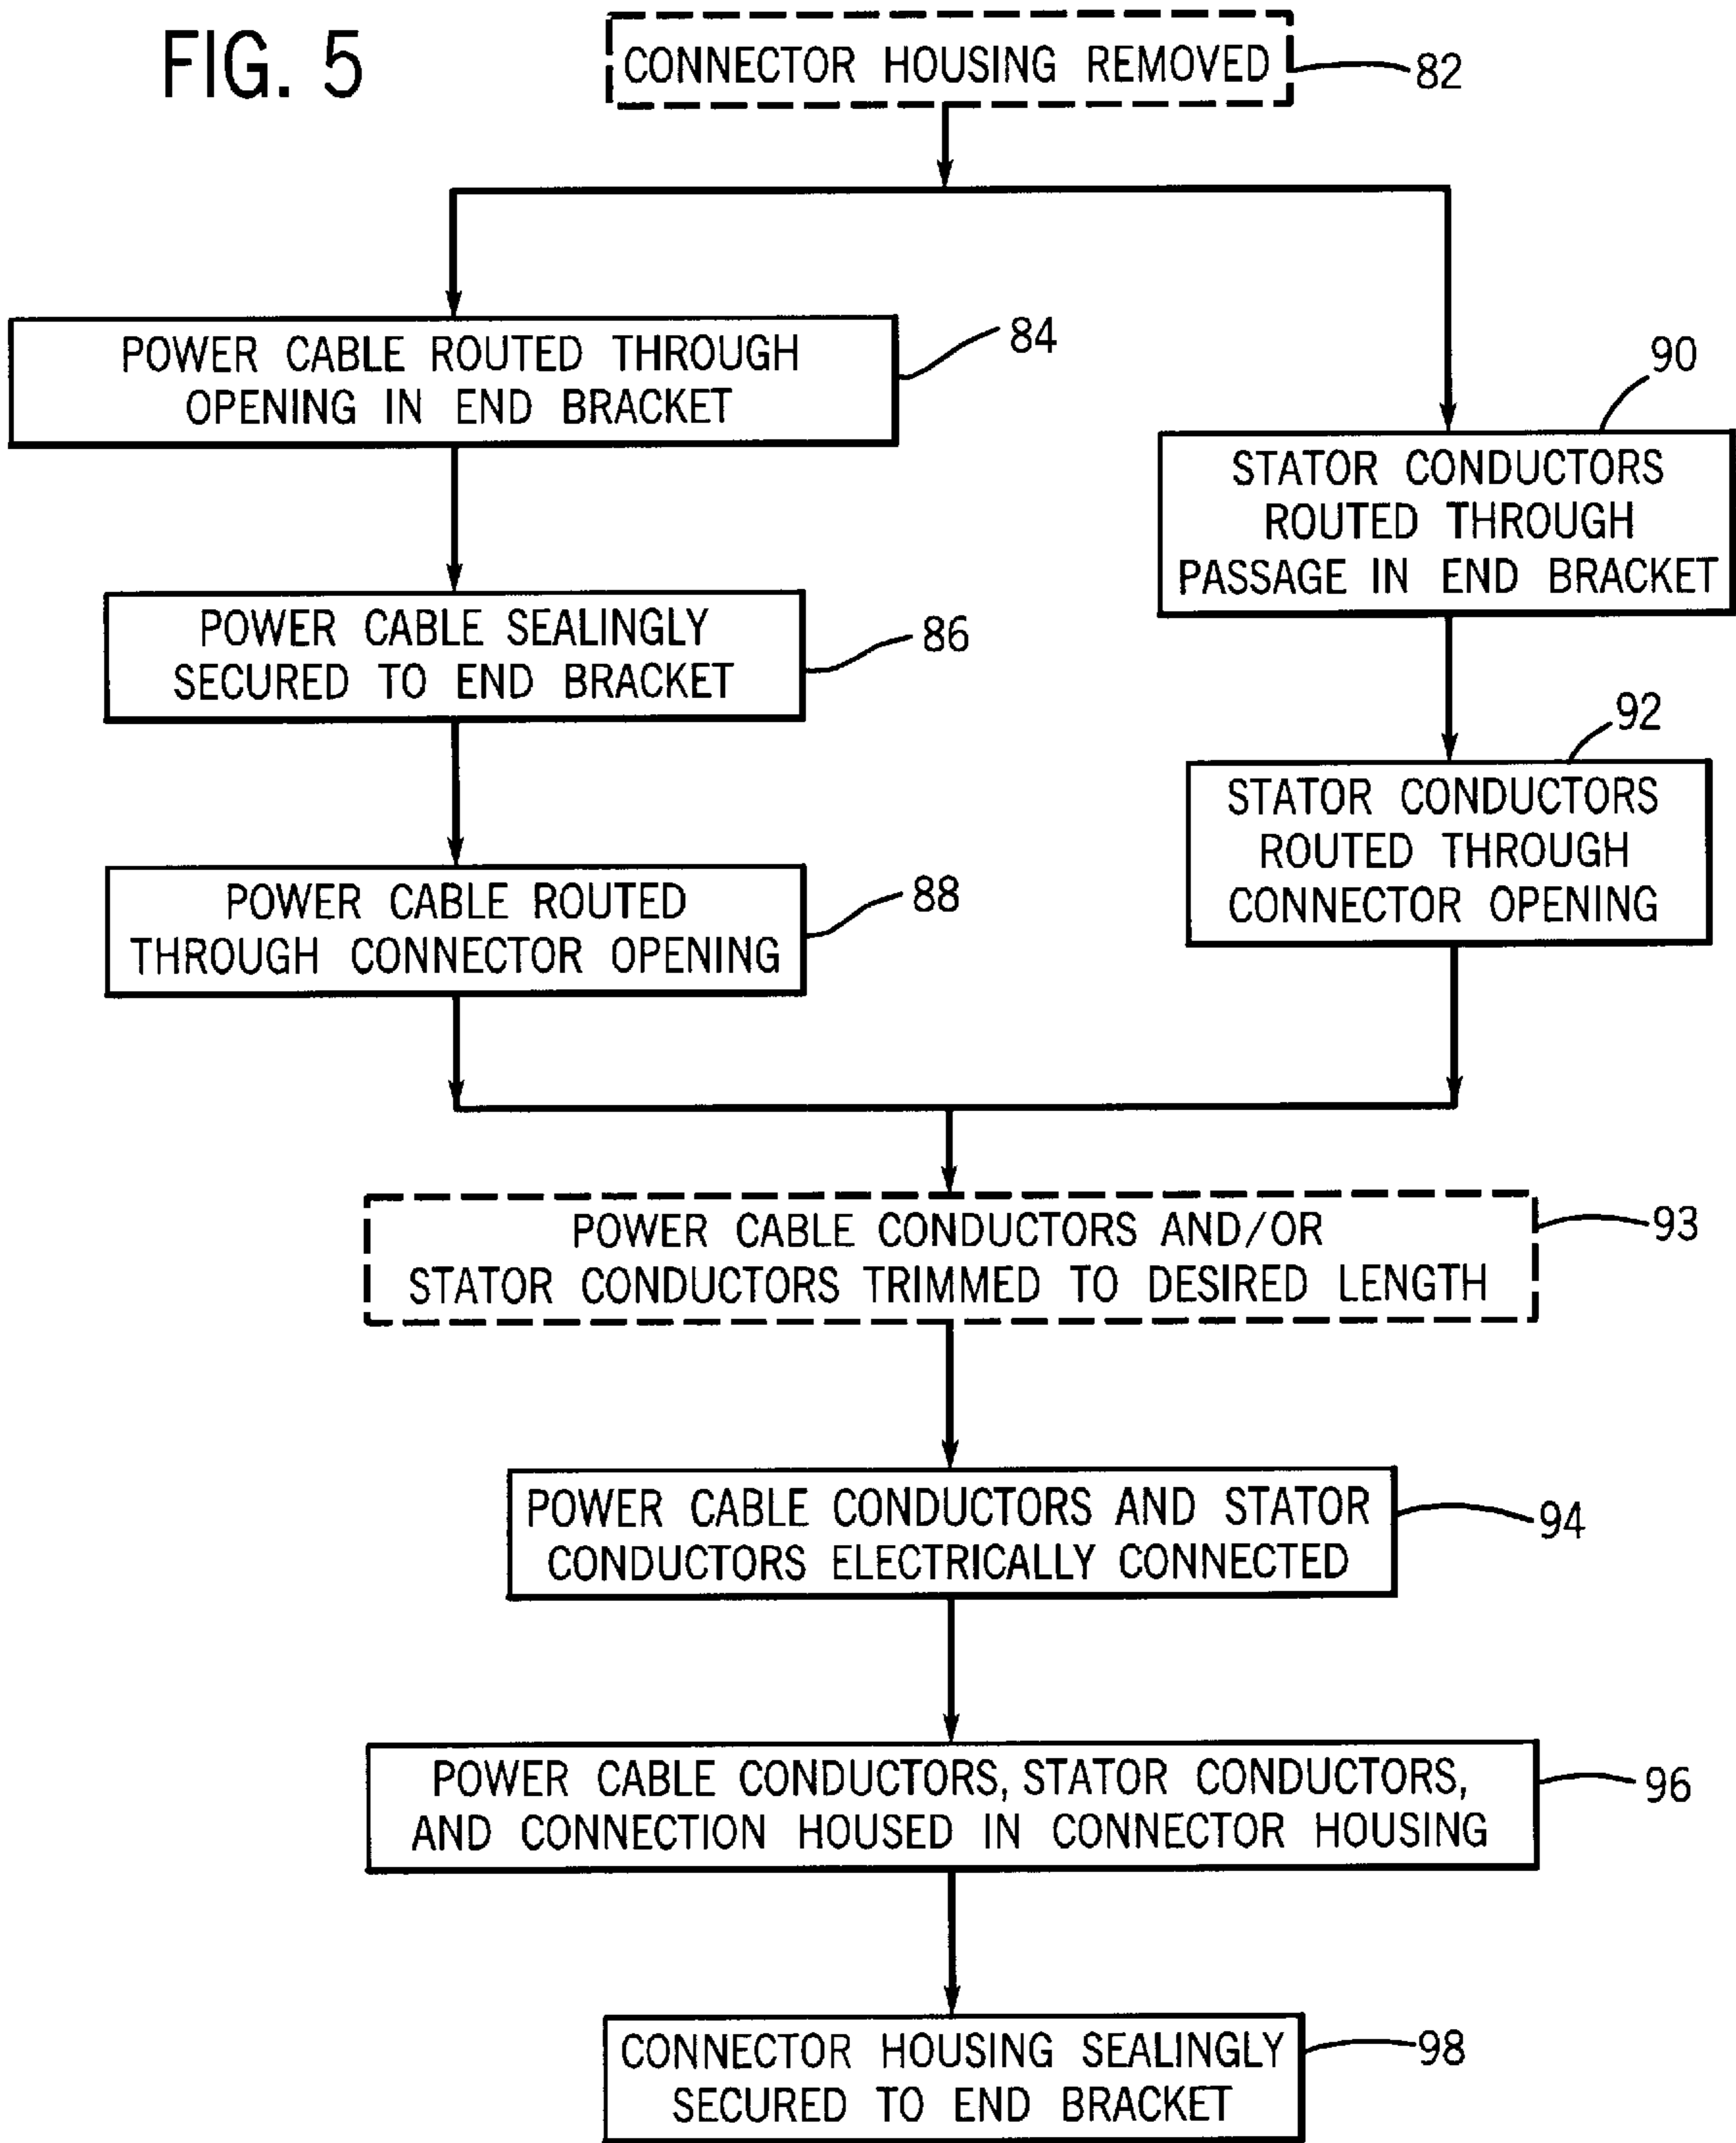 FIG. 5
CONNECTOR HOUSING REMOVED
82
POWER CABLE ROUTED THROUGH
OPENING IN END BRACKET
84
POWER CABLE SEALINGLY
SECURED TO END BRACKET
86
POWER CABLE ROUTED
THROUGH CONNECTOR OPENING
88
90
STATOR CONDUCTORS
ROUTED THROUGH
PASSAGE IN END BRACKET
92
STATOR CONDUCTORS
ROUTED THROUGH
CONNECTOR OPENING
POWER CABLE CONDUCTORS AND/OR
STATOR CONDUCTORS TRIMMED TO DESIRED LENGTH
93
POWER CABLE CONDUCTORS AND STATOR
CONDUCTORS ELECTRICALLY CONNECTED
94
POWER CABLE CONDUCTORS, STATOR CONDUCTORS,
AND CONNECTION HOUSED IN CONNECTOR HOUSING
96
CONNECTOR HOUSING SEALINGLY
SECURED TO END BRACKET
98